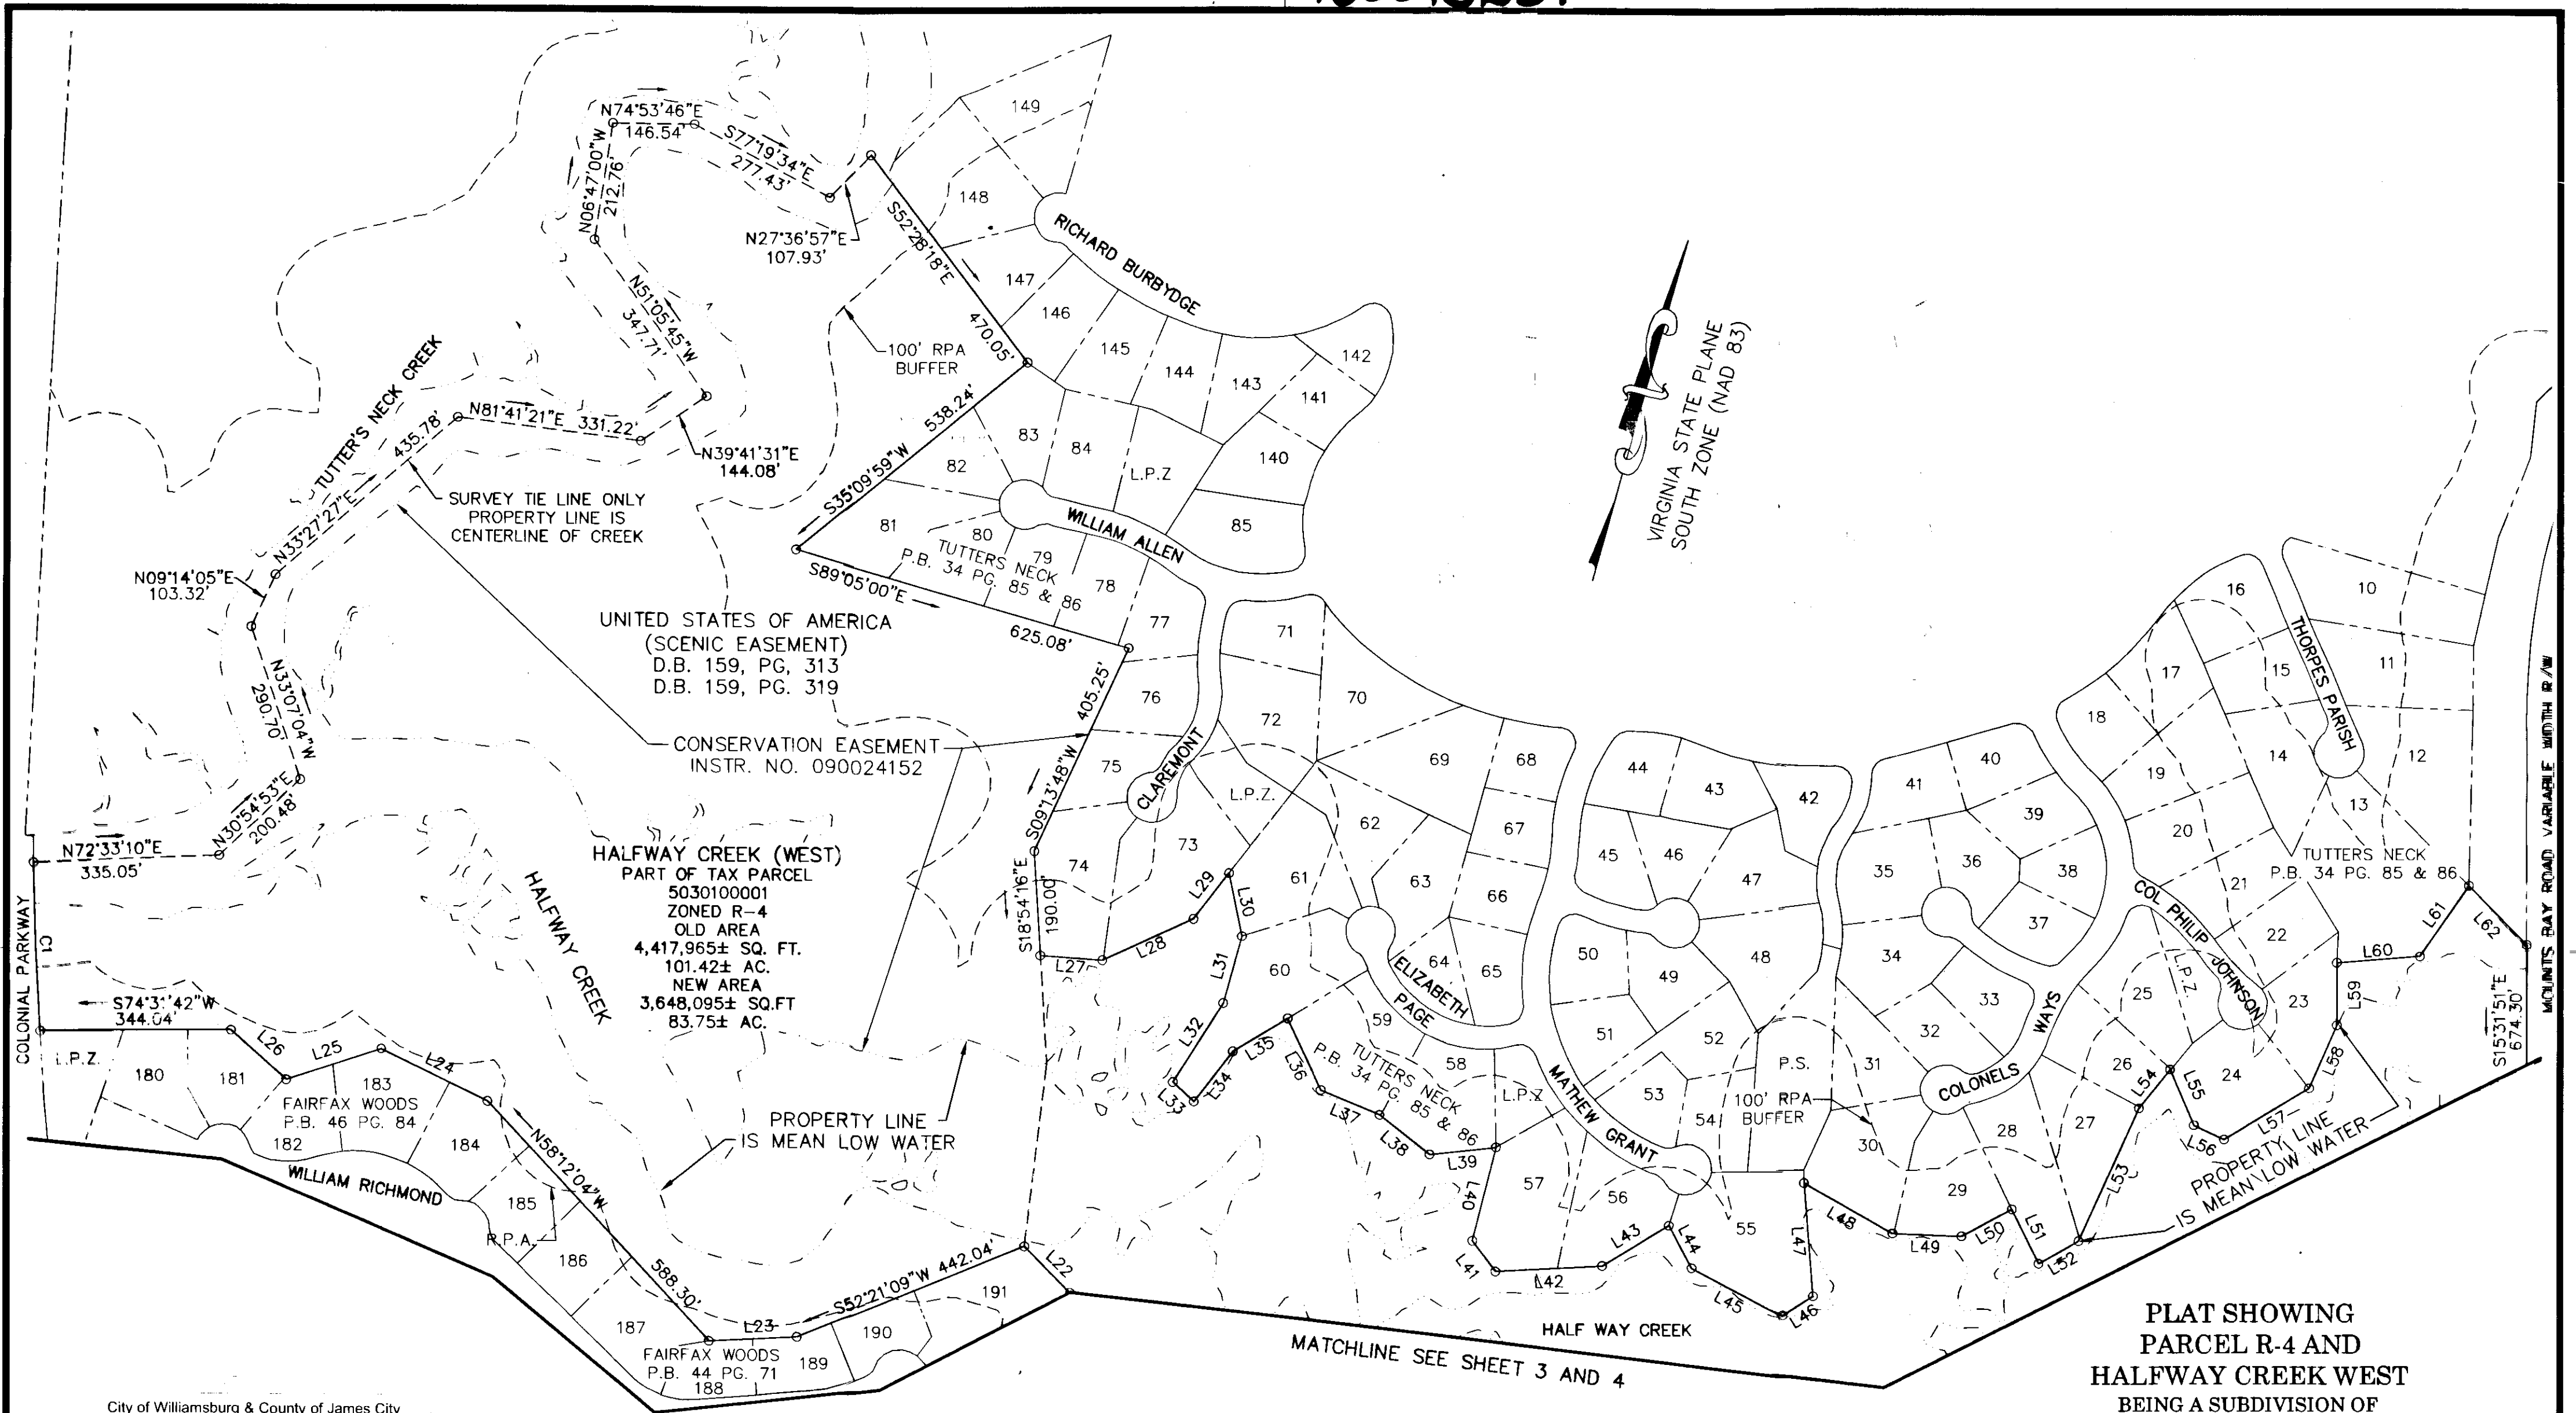 N74°53'46"E
146.54'
S77°19'34"E
277.43'
N06°47'00"W
212.76'
N27°36'57"E
107.93'
S52°28'18"E
470.05'
N51°05'45"W
347.71'
100' RPA
BUFFER
TUTTER'S NECK CREEK
435.78'
N33°27'27"E
N81°41'21"E 331.22'
N39°41'31"E
144.08'
SURVEY TIE LINE ONLY
PROPERTY LINE IS
CENTERLINE OF CREEK
N09°14'05"E
103.32'
N33°07'04"W
290.70'
N30°54'53"E
200.48'
N72°33'10"E
335.05'
COLONIAL PARKWAY
C1
S74°31'42"W
344.04'
538.24'
S35°09'59"W
S89°05'00"E
625.08'
UNITED STATES OF AMERICA
(SCENIC EASEMENT)
D.B. 159, PG, 313
D.B. 159, PG. 319
CONSERVATION EASEMENT
INSTR. NO. 090024152
405.25'
S09°13'48"W
S18°54'16"E
190.00'
HALFWAY CREEK (WEST)
PART OF TAX PARCEL
5030100001
ZONED R-4
OLD AREA
4,417,965± SQ. FT.
101.42± AC.
NEW AREA
3,648,095± SQ.FT
83.75± AC.
HALFWAY CREEK
PROPERTY LINE
IS MEAN LOW WATER
149
148
RICHARD BURBYDGE
147
146
145
144
143
142
141
140
83
84
L.P.Z
82
81
80
79
78
85
WILLIAM ALLEN
TUTTERS NECK
P.B. 34 PG. 85 & 86
77
76
75
74
73
CLAREMONT
71
72
70
L.P.Z.
69
68
67
66
65
64
63
62
61
60
59
58
57
56
55
54
53
52
51
50
49
48
47
46
45
44
43
42
41
40
39
38
37
36
35
34
33
32
31
30
29
28
27
26
25
24
23
22
21
20
19
18
17
16
15
14
13
12
11
10
ELIZABETH
PAGE
TUTTERS NECK
P.B. 34 PG. 85 & 86
L.P.Z
MATHEW GRANT
P.S.
100' RPA
BUFFER
COLONELS
WAYS
L.P.Z.
COL PHILIP JOHNSON
THORPES PARISH
TUTTERS NECK
P.B. 34 PG. 85 & 86
VIRGINIA STATE PLANE
SOUTH ZONE (NAD 83)
MOUNTS BAY ROAD VARIABLE WIDTH R/W
S15°31'51"E
674.30'
PROPERTY LINE
IS MEAN LOW WATER
L22
L23
L24
L25
L26
L27
L28
L29
L30
L31
L32
L33
L34
L35
L36
L37
L38
L39
L40
L41
L42
L43
L44
L45
L46
L47
L48
L49
L50
L51
L52
L53
L54
L55
L56
L57
L58
L59
L60
L61
L62
L.P.Z.
180
181
182
183
FAIRFAX WOODS
P.B. 46 PG. 84
184
185
R.P.A.
186
187
188
189
190
191
WILLIAM RICHMOND
N58°12'04"W
588.30'
S52°21'09"W 442.04'
FAIRFAX WOODS
P.B. 44 PG. 71
HALF WAY CREEK
MATCHLINE SEE SHEET 3 AND 4
PLAT SHOWING
PARCEL R-4 AND
HALFWAY CREEK WEST
BEING A SUBDIVISION OF
City of Williamsburg & County of James City